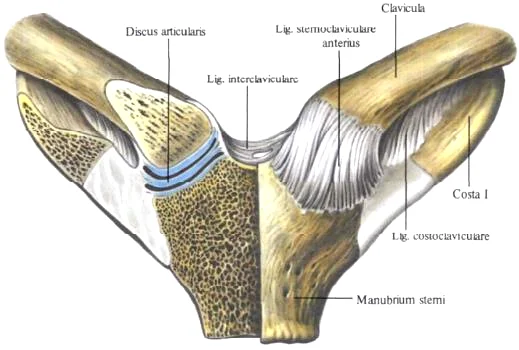 Clavicula
Discus articularis
Lig. sternoclaviculare
anterius
Lig. interclaviculare
Costa I
Lig. costoclaviculare
Manubrium sterni